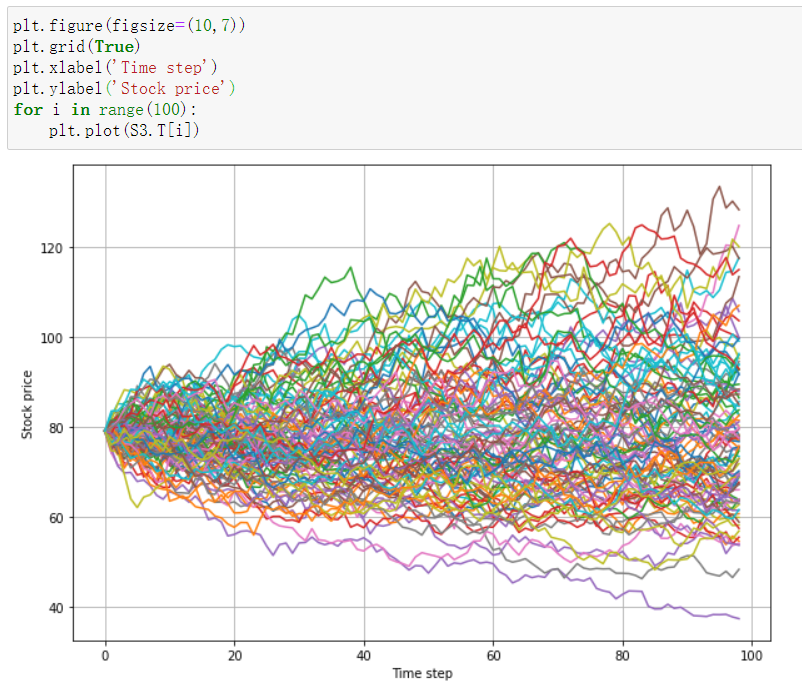 plt.figure(figsize=(10,7))
plt.grid(True)
plt.xlabel('Time step')
plt.ylabel('Stock price')
for i in range(100):
    plt.plot(S3.T[i])
120
100
80
60
40
Stock price
0 20 40 60 80 100
Time step